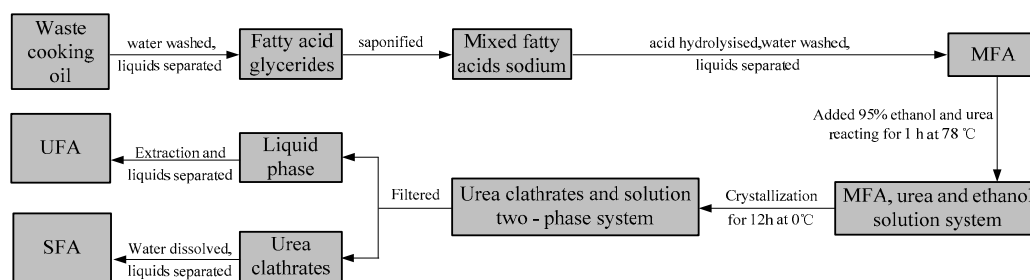 Waste
cooking
oil
water washed,
liquids separated
Fatty acid
glycerides
saponified
Mixed fatty
acids sodium
acid hydrolysised,water washed,
liquids separated
MFA
Added 95% ethanol and urea
reacting for 1 h at 78 ℃
MFA, urea and ethanol
solution system
Crystallization
for 12h at 0℃
Urea clathrates and solution
two - phase system
Filtered
Liquid
phase
Extraction and
liquids separated
UFA
Urea
clathrates
Water dissolved,
liquids separated
SFA